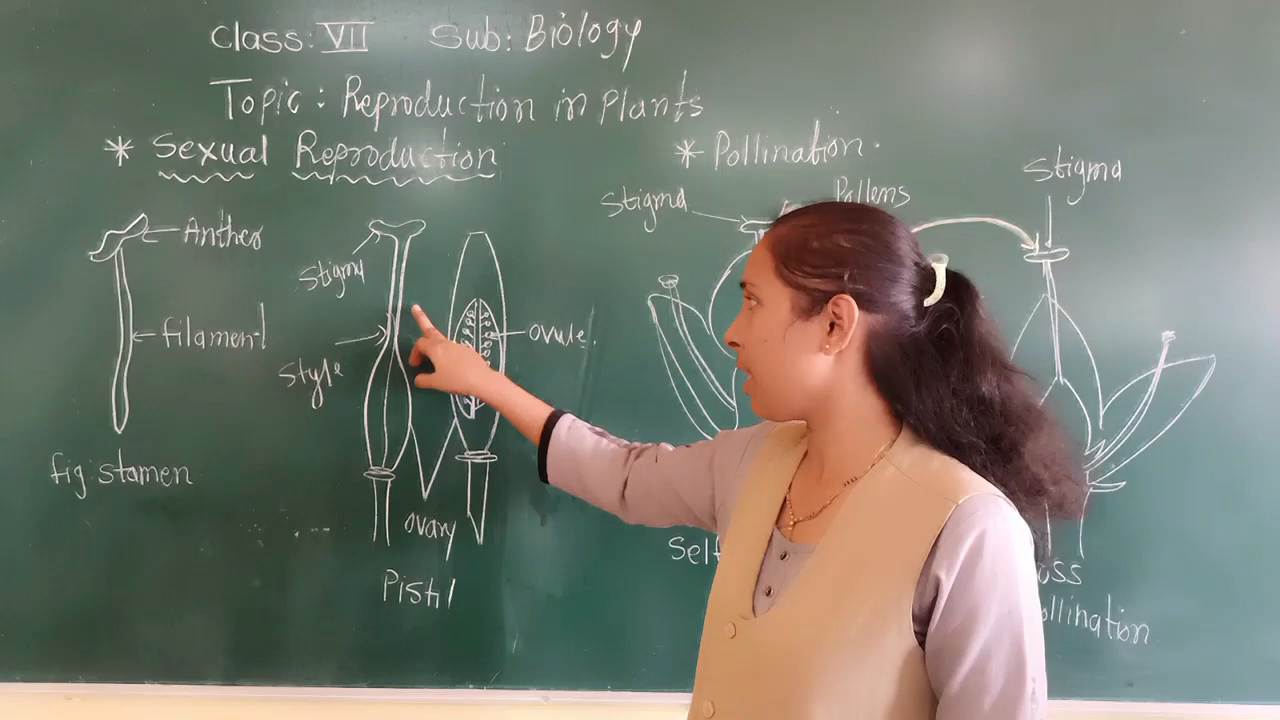 Class: VII Sub: Biology
Topic: Reproduction in Plants
* Sexual Reproduction
* Pollination.
Anther
filament
fig. stamen
Stigma
Style
ovule.
ovary
Pistil
Stigma
Pollens
Stigma
Self
oss
ollination